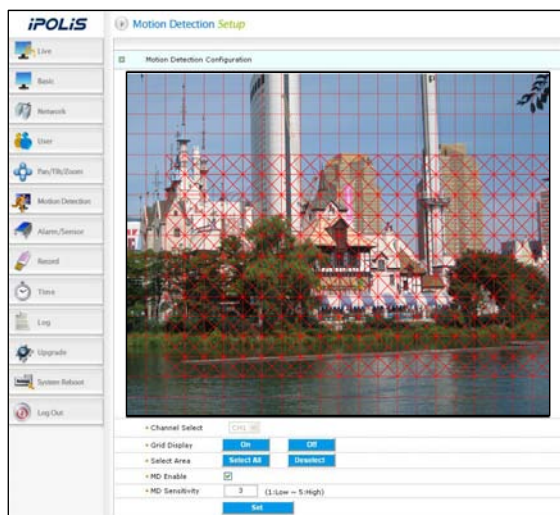 iPOLiS
Motion Detection Setup
Live
Motion Detection Configuration
Basic
Network
User
Pan/Tilt/Zoom
Motion Detection
Alarm/Sensor
Record
Time
Log
Upgrade
System Reboot
Log Out
Channel Select CH1
Grid Display On Off
Select Area Select All Deselect
MD Enable
MD Sensitivity 3 (1:Low ~ 5:High)
Set